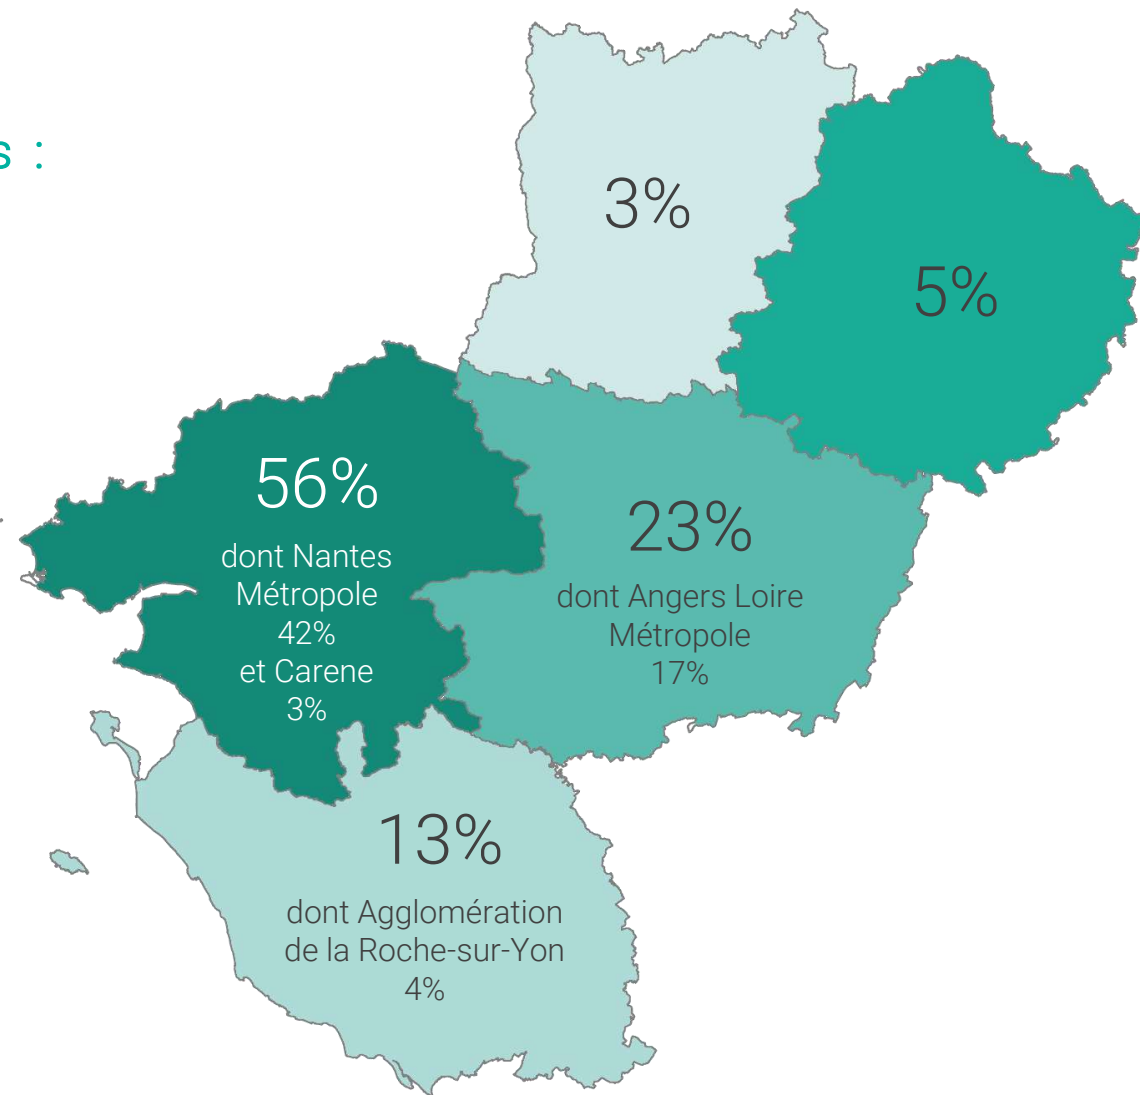 s :
3%
5%
56%
dont Nantes
Métropole
42%
et Carene
3%
23%
dont Angers Loire
Métropole
17%
13%
dont Agglomération
de la Roche-sur-Yon
4%